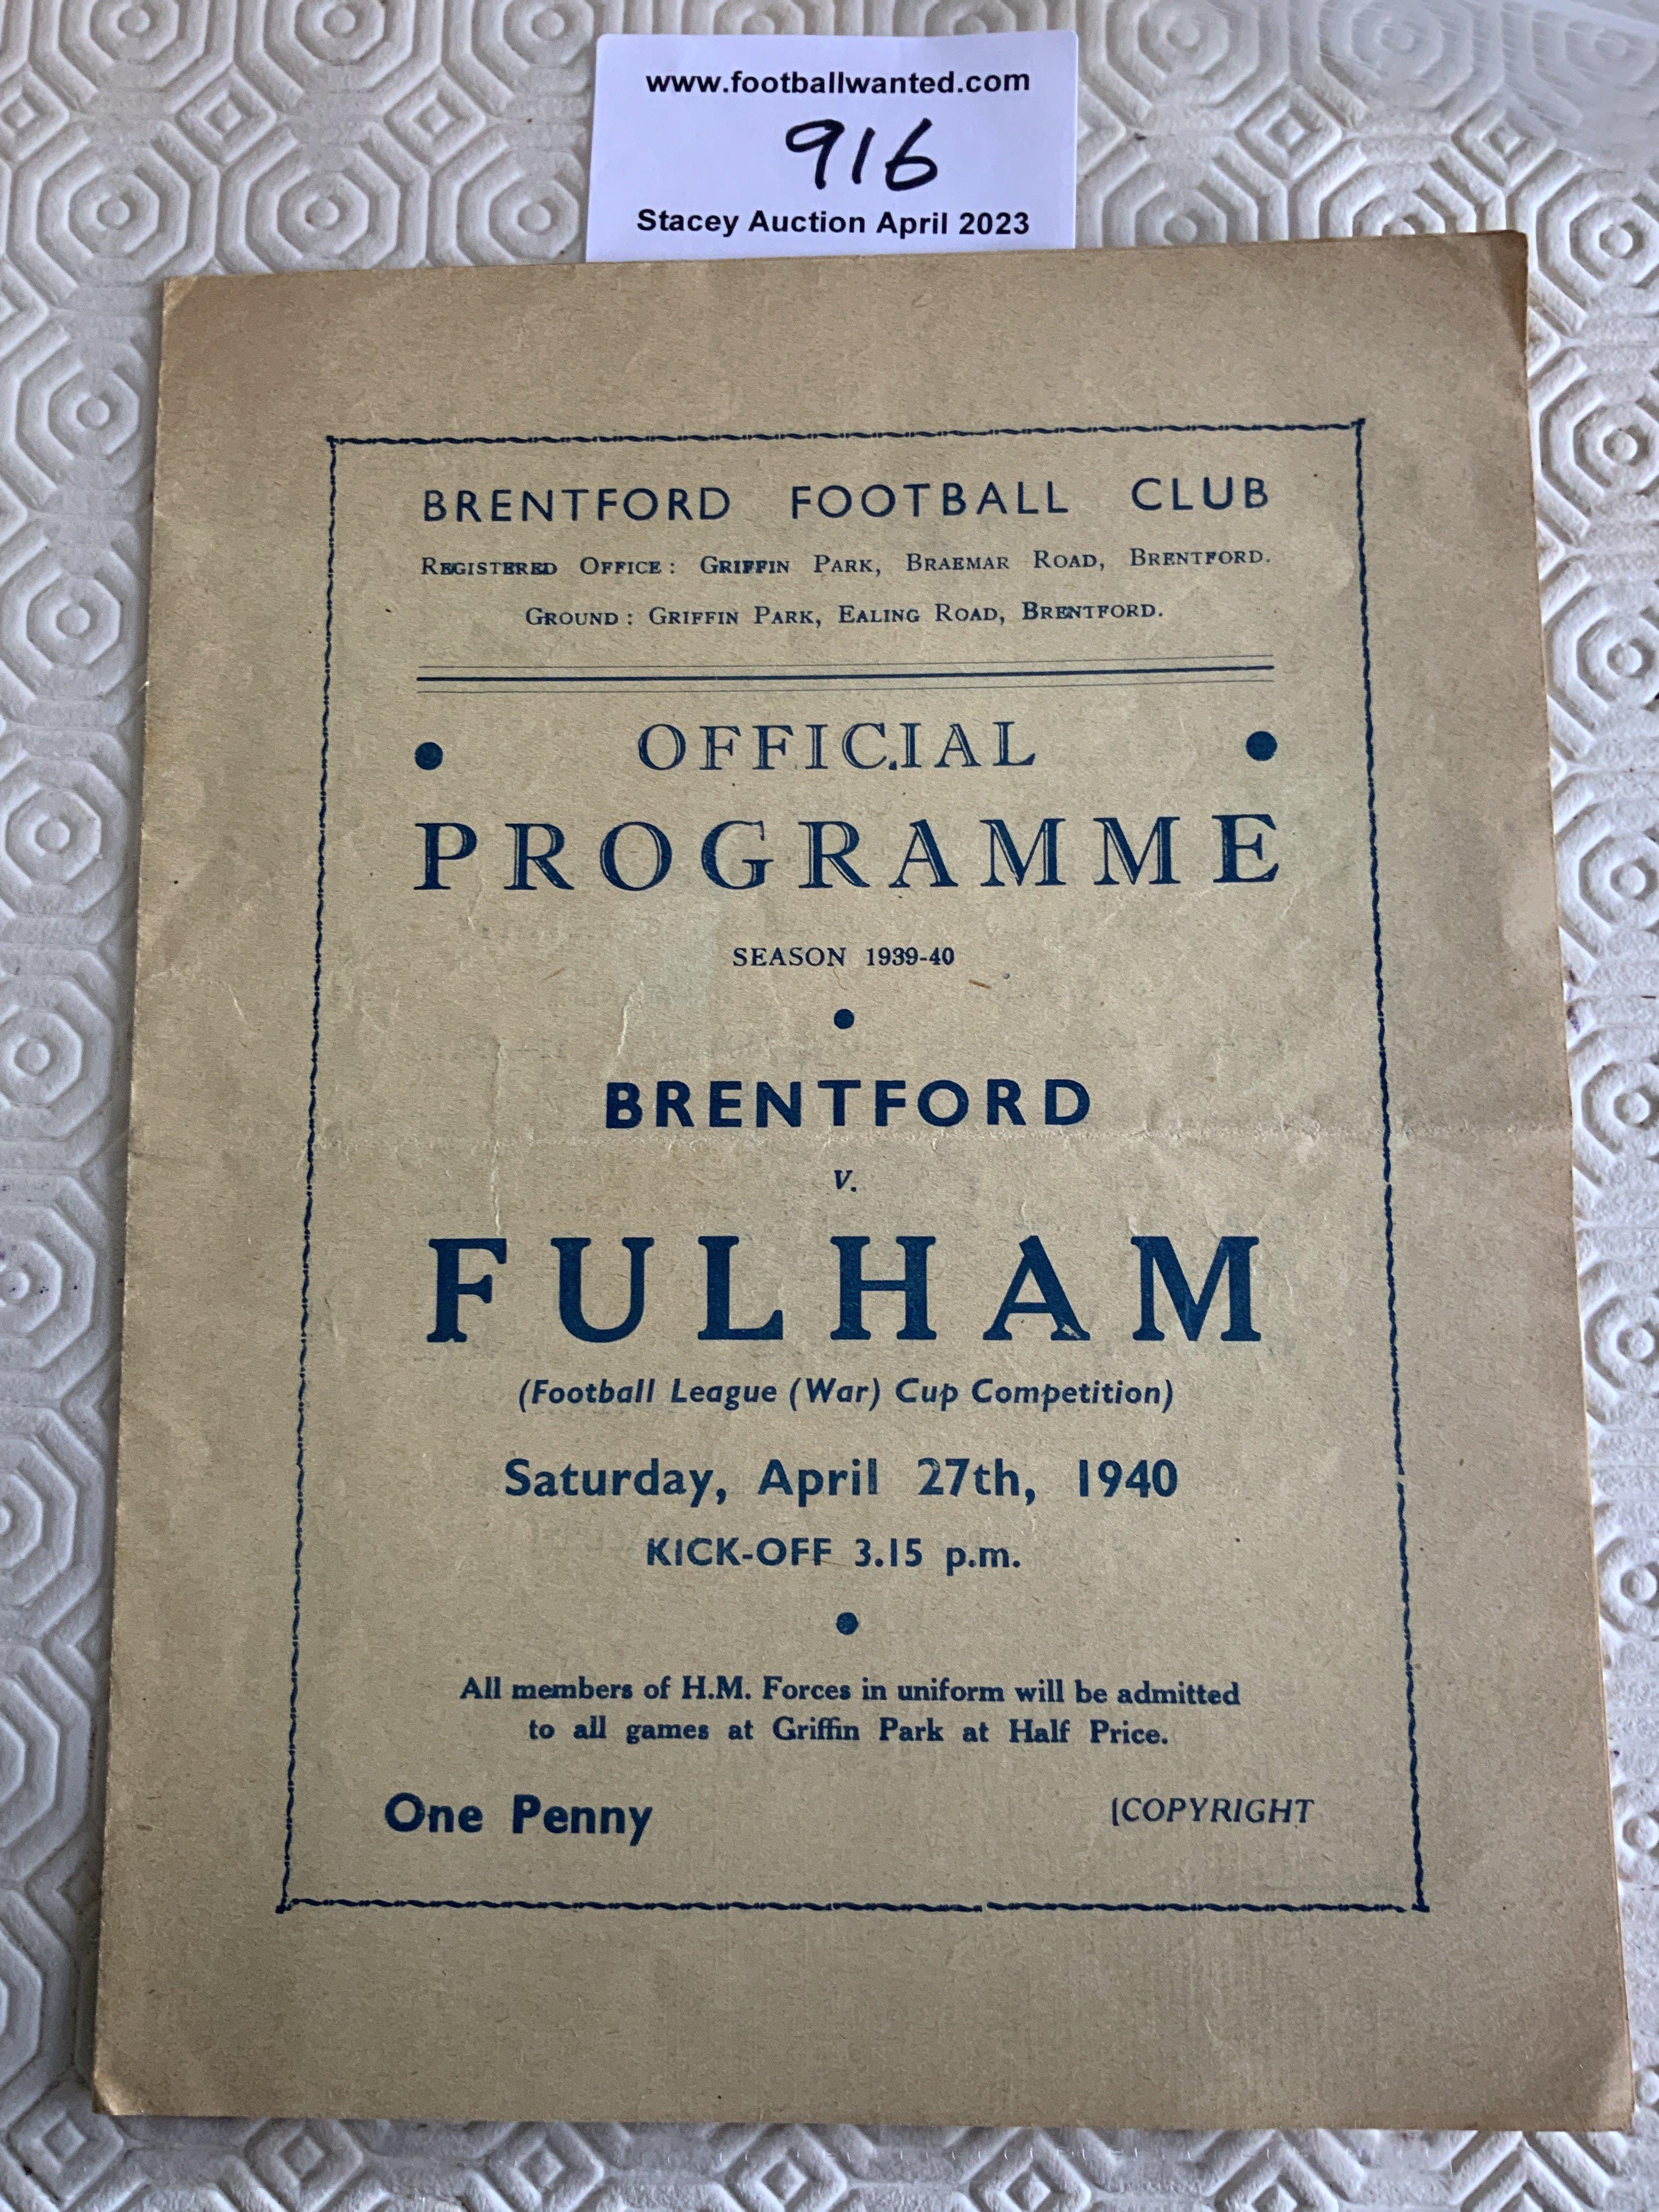 www.footballwanted.com
916
Stacey Auction April 2023
BRENTFORD FOOTBALL CLUB
REGISTERED OFFICE: GRIFFIN PARK, BRAEMAR ROAD, BRENTFORD.
GROUND: GRIFFIN PARK, EALING ROAD, BRENTFORD.
• OFFICIAL •
PROGRAMME
SEASON 1939-40
•
BRENTFORD
v.
FULHAM
(Football League (War) Cup Competition)
Saturday, April 27th, 1940
KICK-OFF 3.15 p.m.
•
All members of H.M. Forces in uniform will be admitted
to all games at Griffin Park at Half Price.
One Penny [COPYRIGHT